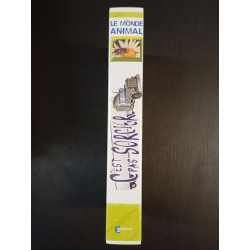 LE MONDE
ANIMAL
C'EST
PAS SORCIER